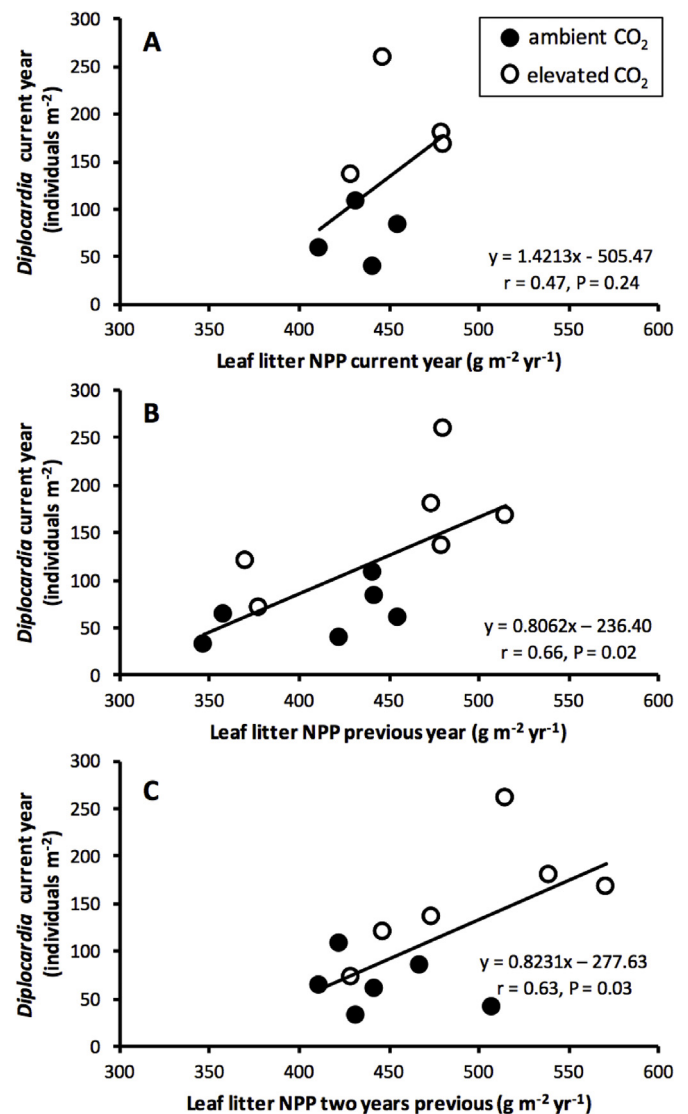 A
ambient CO₂
elevated CO₂
300
250
200
150
100
50
0
Diplocardia current year
(individuals m⁻²)
y = 1.4213x - 505.47
r = 0.47, P = 0.24
300 350 400 450 500 550 600
Leaf litter NPP current year (g m⁻² yr⁻¹)
B
300
250
200
150
100
50
0
Diplocardia current year
(individuals m⁻²)
y = 0.8062x – 236.40
r = 0.66, P = 0.02
300 350 400 450 500 550 600
Leaf litter NPP previous year (g m⁻² yr⁻¹)
C
300
250
200
150
100
50
0
Diplocardia current year
(individuals m⁻²)
y = 0.8231x – 277.63
r = 0.63, P = 0.03
300 350 400 450 500 550 600
Leaf litter NPP two years previous (g m⁻² yr⁻¹)